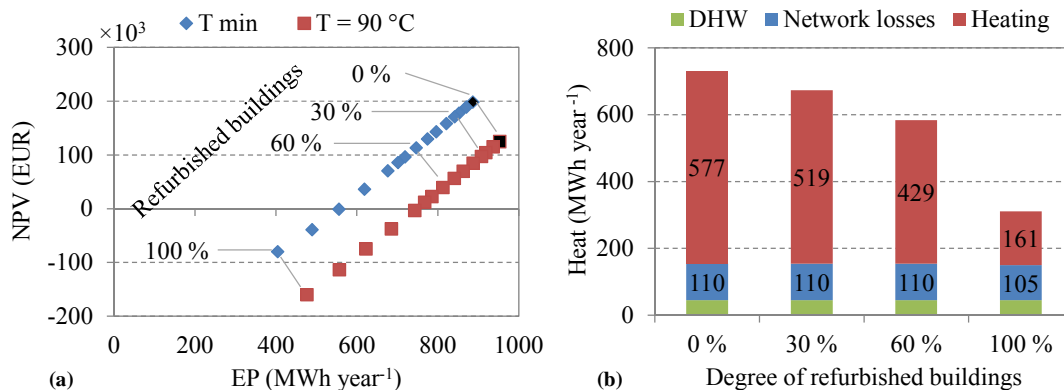 ×10³
T min
T = 90 °C
300
200
100
0
-100
-200
NPV (EUR)
Refurbished buildings
0 %
30 %
60 %
100 %
0 200 400 600 800 1000
(a) EP (MWh year⁻¹)
DHW Network losses Heating
800
600
400
200
0
Heat (MWh year⁻¹)
577 519 429 161
110 110 110 105
0 % 30 % 60 % 100 %
(b) Degree of refurbished buildings